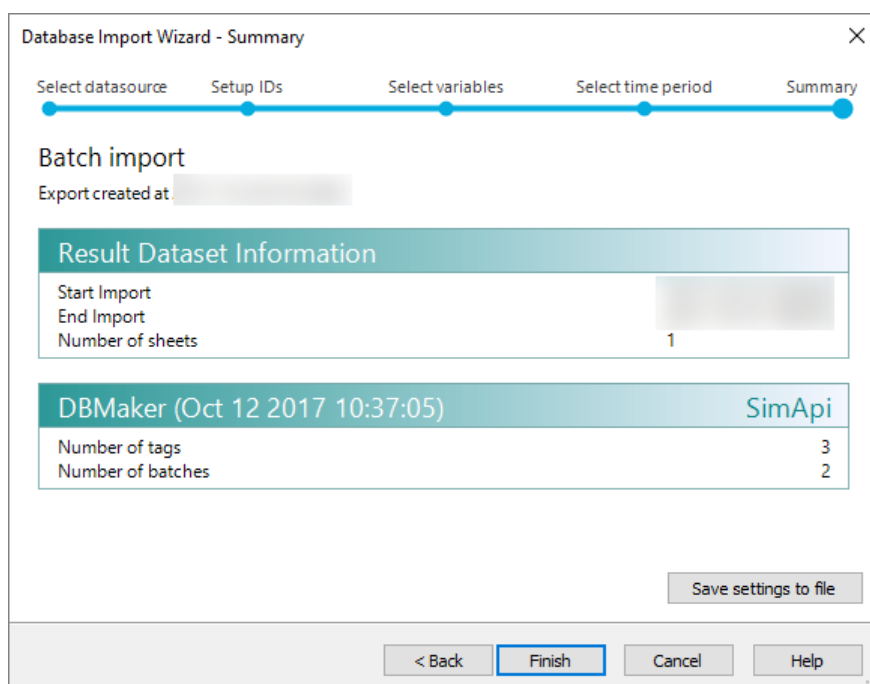 Database Import Wizard - Summary
Select datasource Setup IDs Select variables Select time period Summary
Batch import
Export created at
Result Dataset Information
Start Import
End Import
Number of sheets 1
DBMaker (Oct 12 2017 10:37:05) SimApi
Number of tags 3
Number of batches 2
Save settings to file
< Back Finish Cancel Help